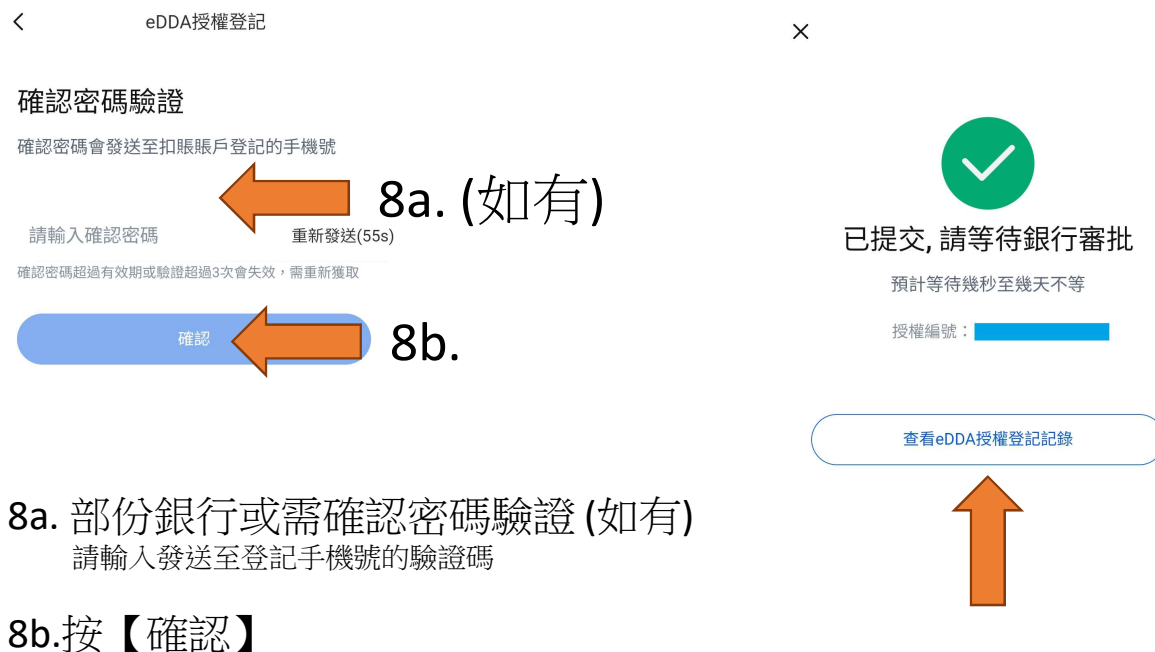 eDDA授權登記
確認密碼驗證
確認密碼會發送至扣賬賬戶登記的手機號
8a. (如有)
請輸入確認密碼 重新發送(55s)
確認密碼超過有效期或驗證超過3次會失效，需重新獲取
確認
8b.
8a. 部份銀行或需確認密碼驗證 (如有)
請輸入發送至登記手機號的驗證碼
8b.按【確認】
已提交, 請等待銀行審批
預計等待幾秒至幾天不等
授權編號：
查看eDDA授權登記記錄